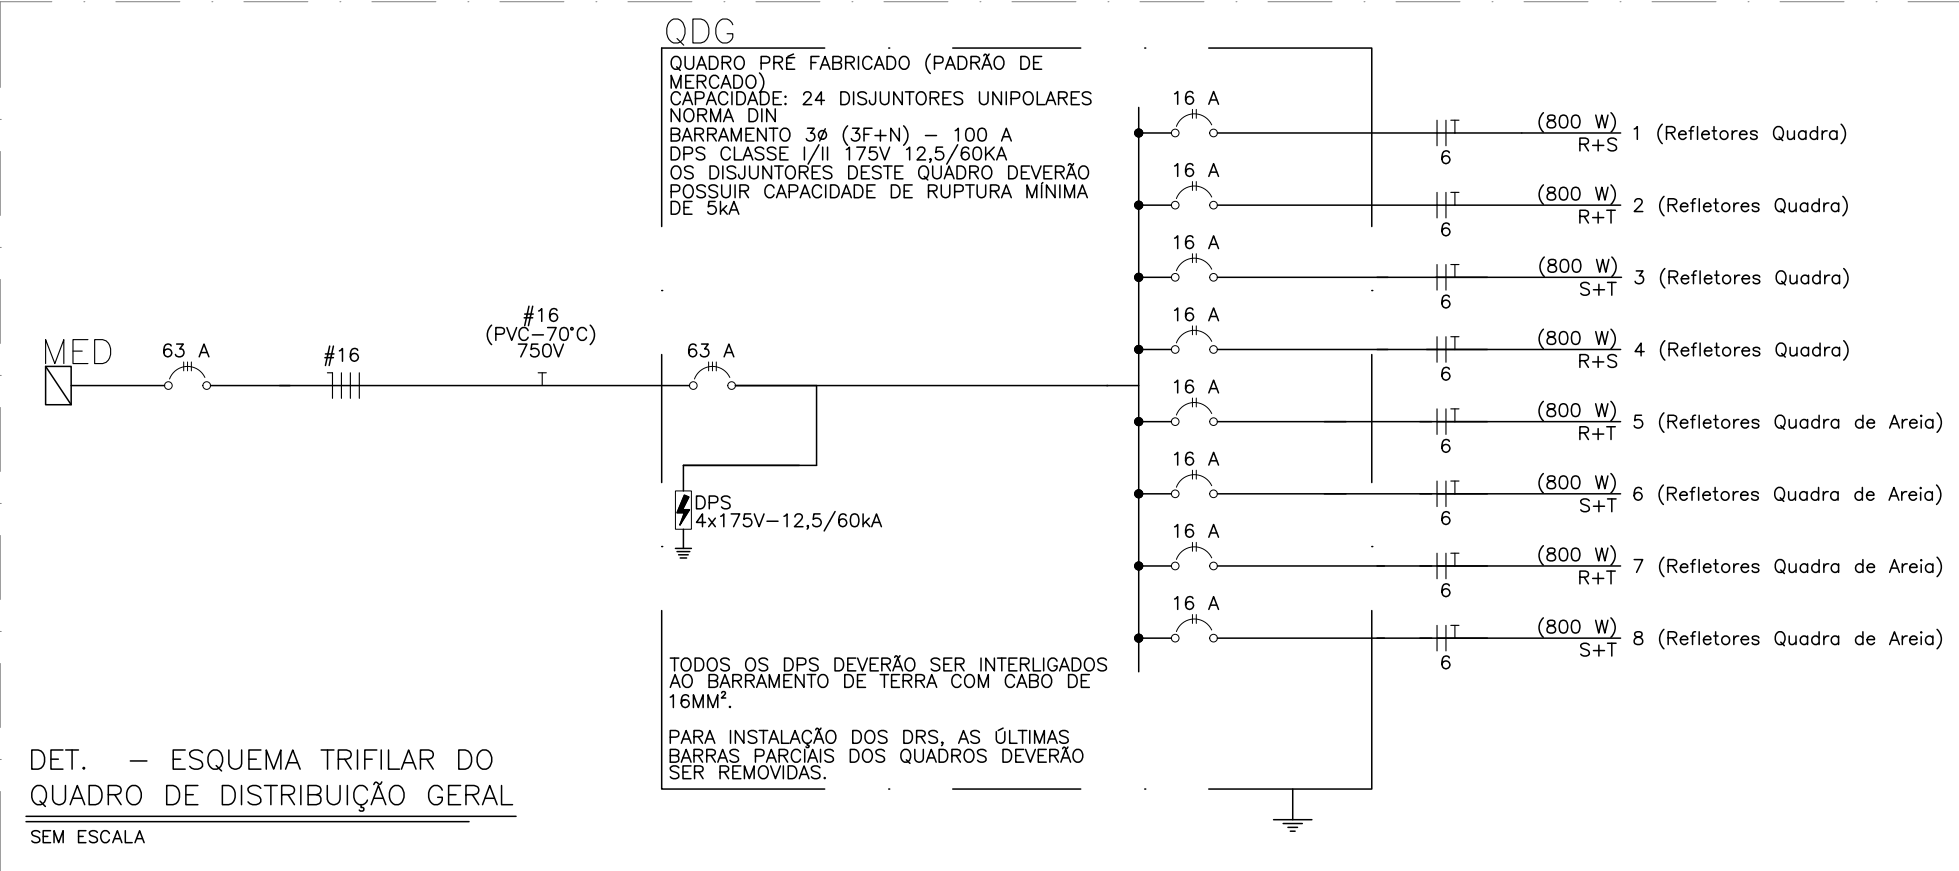 QDG
QUADRO PRÉ FABRICADO (PADRÃO DE
MERCADO)
CAPACIDADE: 24 DISJUNTORES UNIPOLARES
NORMA DIN
BARRAMENTO 3ø (3F+N) – 100 A
DPS CLASSE I/II 175V 12,5/60KA
OS DISJUNTORES DESTE QUADRO DEVERÃO
POSSUIR CAPACIDADE DE RUPTURA MÍNIMA
DE 5kA
MED
63 A
#16
#16
(PVC–70°C)
750V
63 A
DPS
4x175V–12,5/60kA
16 A
T
6
(800 W)
R+S
1 (Refletores Quadra)
16 A
T
6
(800 W)
R+T
2 (Refletores Quadra)
16 A
T
6
(800 W)
S+T
3 (Refletores Quadra)
16 A
T
6
(800 W)
R+S
4 (Refletores Quadra)
16 A
T
6
(800 W)
R+T
5 (Refletores Quadra de Areia)
16 A
T
6
(800 W)
S+T
6 (Refletores Quadra de Areia)
16 A
T
6
(800 W)
R+T
7 (Refletores Quadra de Areia)
16 A
T
6
(800 W)
S+T
8 (Refletores Quadra de Areia)
TODOS OS DPS DEVERÃO SER INTERLIGADOS
AO BARRAMENTO DE TERRA COM CABO DE
16MM².
PARA INSTALAÇÃO DOS DRS, AS ÚLTIMAS
BARRAS PARCIAIS DOS QUADROS DEVERÃO
SER REMOVIDAS.
DET. – ESQUEMA TRIFILAR DO
QUADRO DE DISTRIBUIÇÃO GERAL
SEM ESCALA